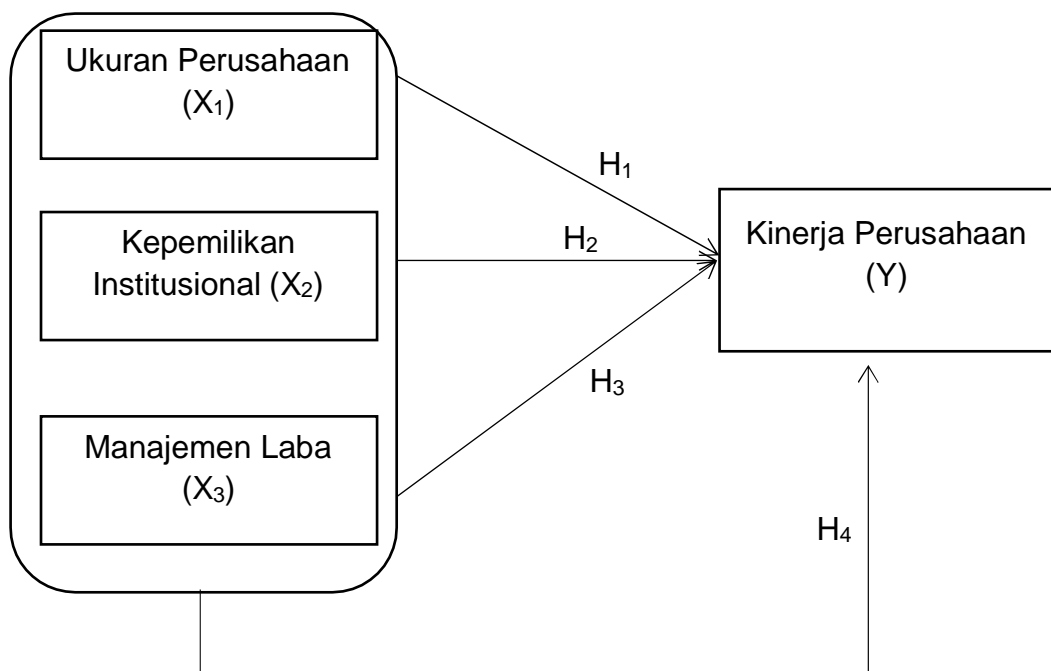 Ukuran Perusahaan
(X₁)
H₁
Kepemilikan
Institusional (X₂)
H₂
Kinerja Perusahaan
(Y)
H₃
Manajemen Laba
(X₃)
H₄